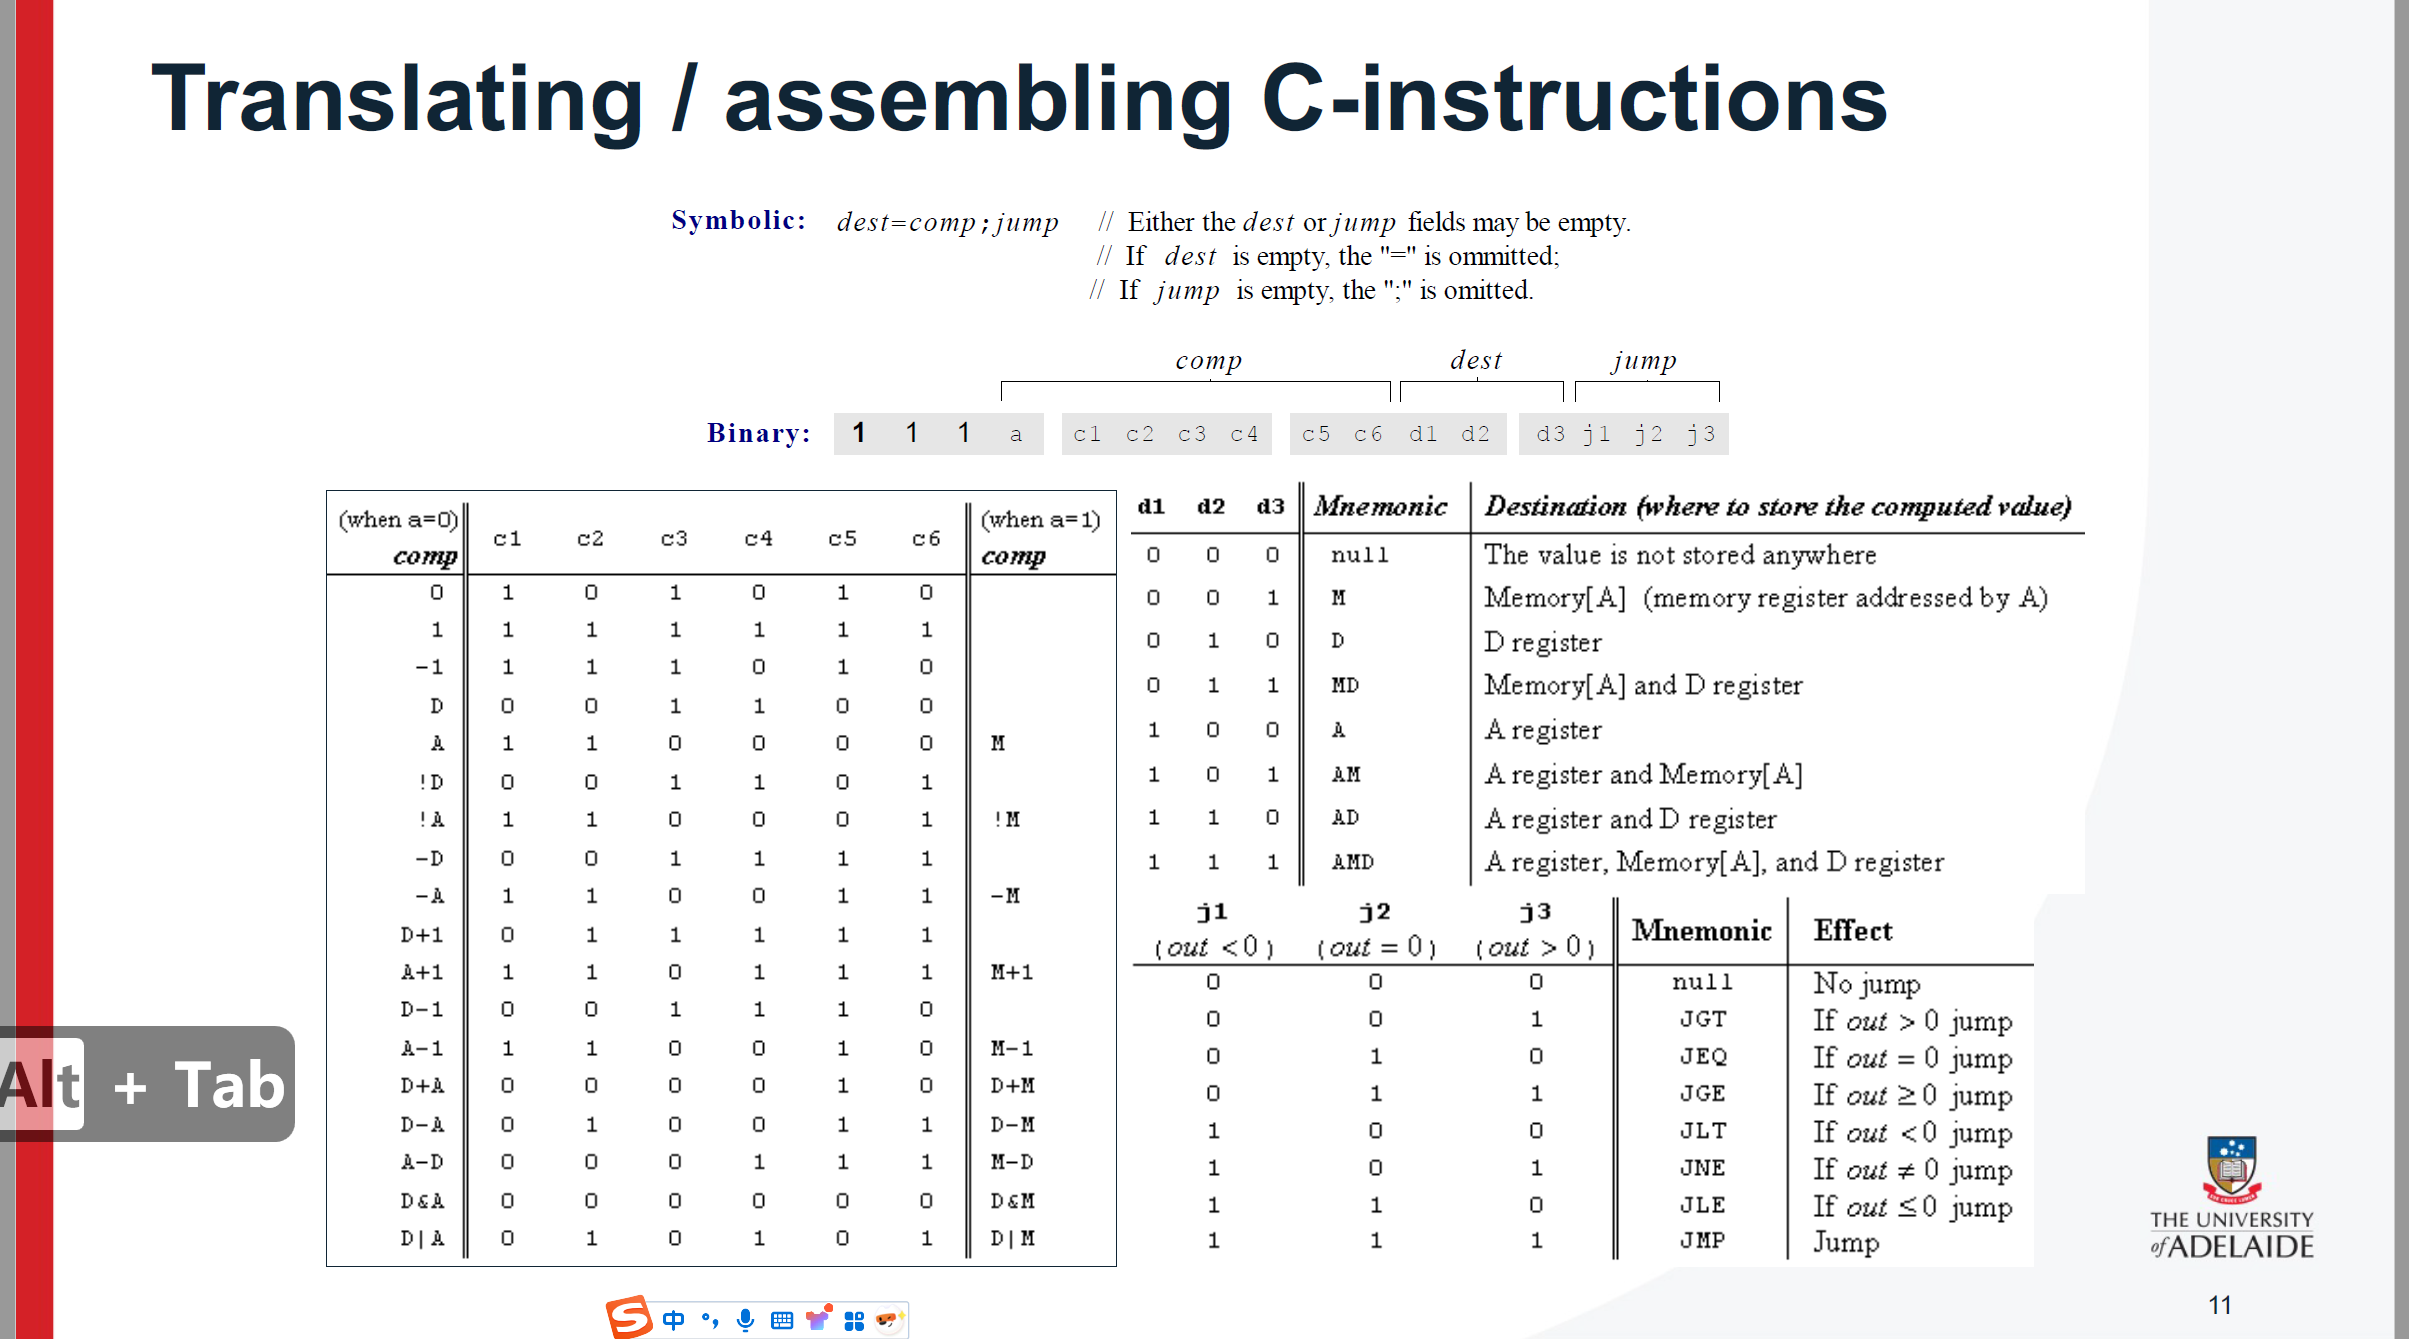 Translating / assembling C-instructions
Symbolic: dest=comp;jump // Either the dest or jump fields may be empty.
// If dest is empty, the "=" is ommitted;
// If jump is empty, the ";" is omitted.
comp dest jump
Binary: 1 1 1 a c1 c2 c3 c4 c5 c6 d1 d2 d3 j1 j2 j3
(when a=0) comp c1 c2 c3 c4 c5 c6 (when a=1) comp
0 1 0 1 0 1 0
1 1 1 1 1 1 1
-1 1 1 1 0 1 0
D 0 0 1 1 0 0
A 1 1 0 0 0 0 M
!D 0 0 1 1 0 1
!A 1 1 0 0 0 1 !M
-D 0 0 1 1 1 1
-A 1 1 0 0 1 1 -M
D+1 0 1 1 1 1 1
A+1 1 1 0 1 1 1 M+1
D-1 0 0 1 1 1 0
A-1 1 1 0 0 1 0 M-1
D+A 0 0 0 0 1 0 D+M
D-A 0 1 0 0 1 1 D-M
A-D 0 0 0 1 1 1 M-D
D&A 0 0 0 0 0 0 D&M
D|A 0 1 0 1 0 1 D|M
d1 d2 d3 Mnemonic Destination (where to store the computed value)
0 0 0 null The value is not stored anywhere
0 0 1 M Memory[A] (memory register addressed by A)
0 1 0 D D register
0 1 1 MD Memory[A] and D register
1 0 0 A A register
1 0 1 AM A register and Memory[A]
1 1 0 AD A register and D register
1 1 1 AMD A register, Memory[A], and D register
j1 j2 j3 Mnemonic Effect
(out <0) (out = 0) (out > 0)
0 0 0 null No jump
0 0 1 JGT If out > 0 jump
0 1 0 JEQ If out = 0 jump
0 1 1 JGE If out ≥0 jump
1 0 0 JLT If out <0 jump
1 0 1 JNE If out ≠ 0 jump
1 1 0 JLE If out ≤0 jump
1 1 1 JMP Jump
Alt + Tab
THE UNIVERSITY
of ADELAIDE
11
S 中